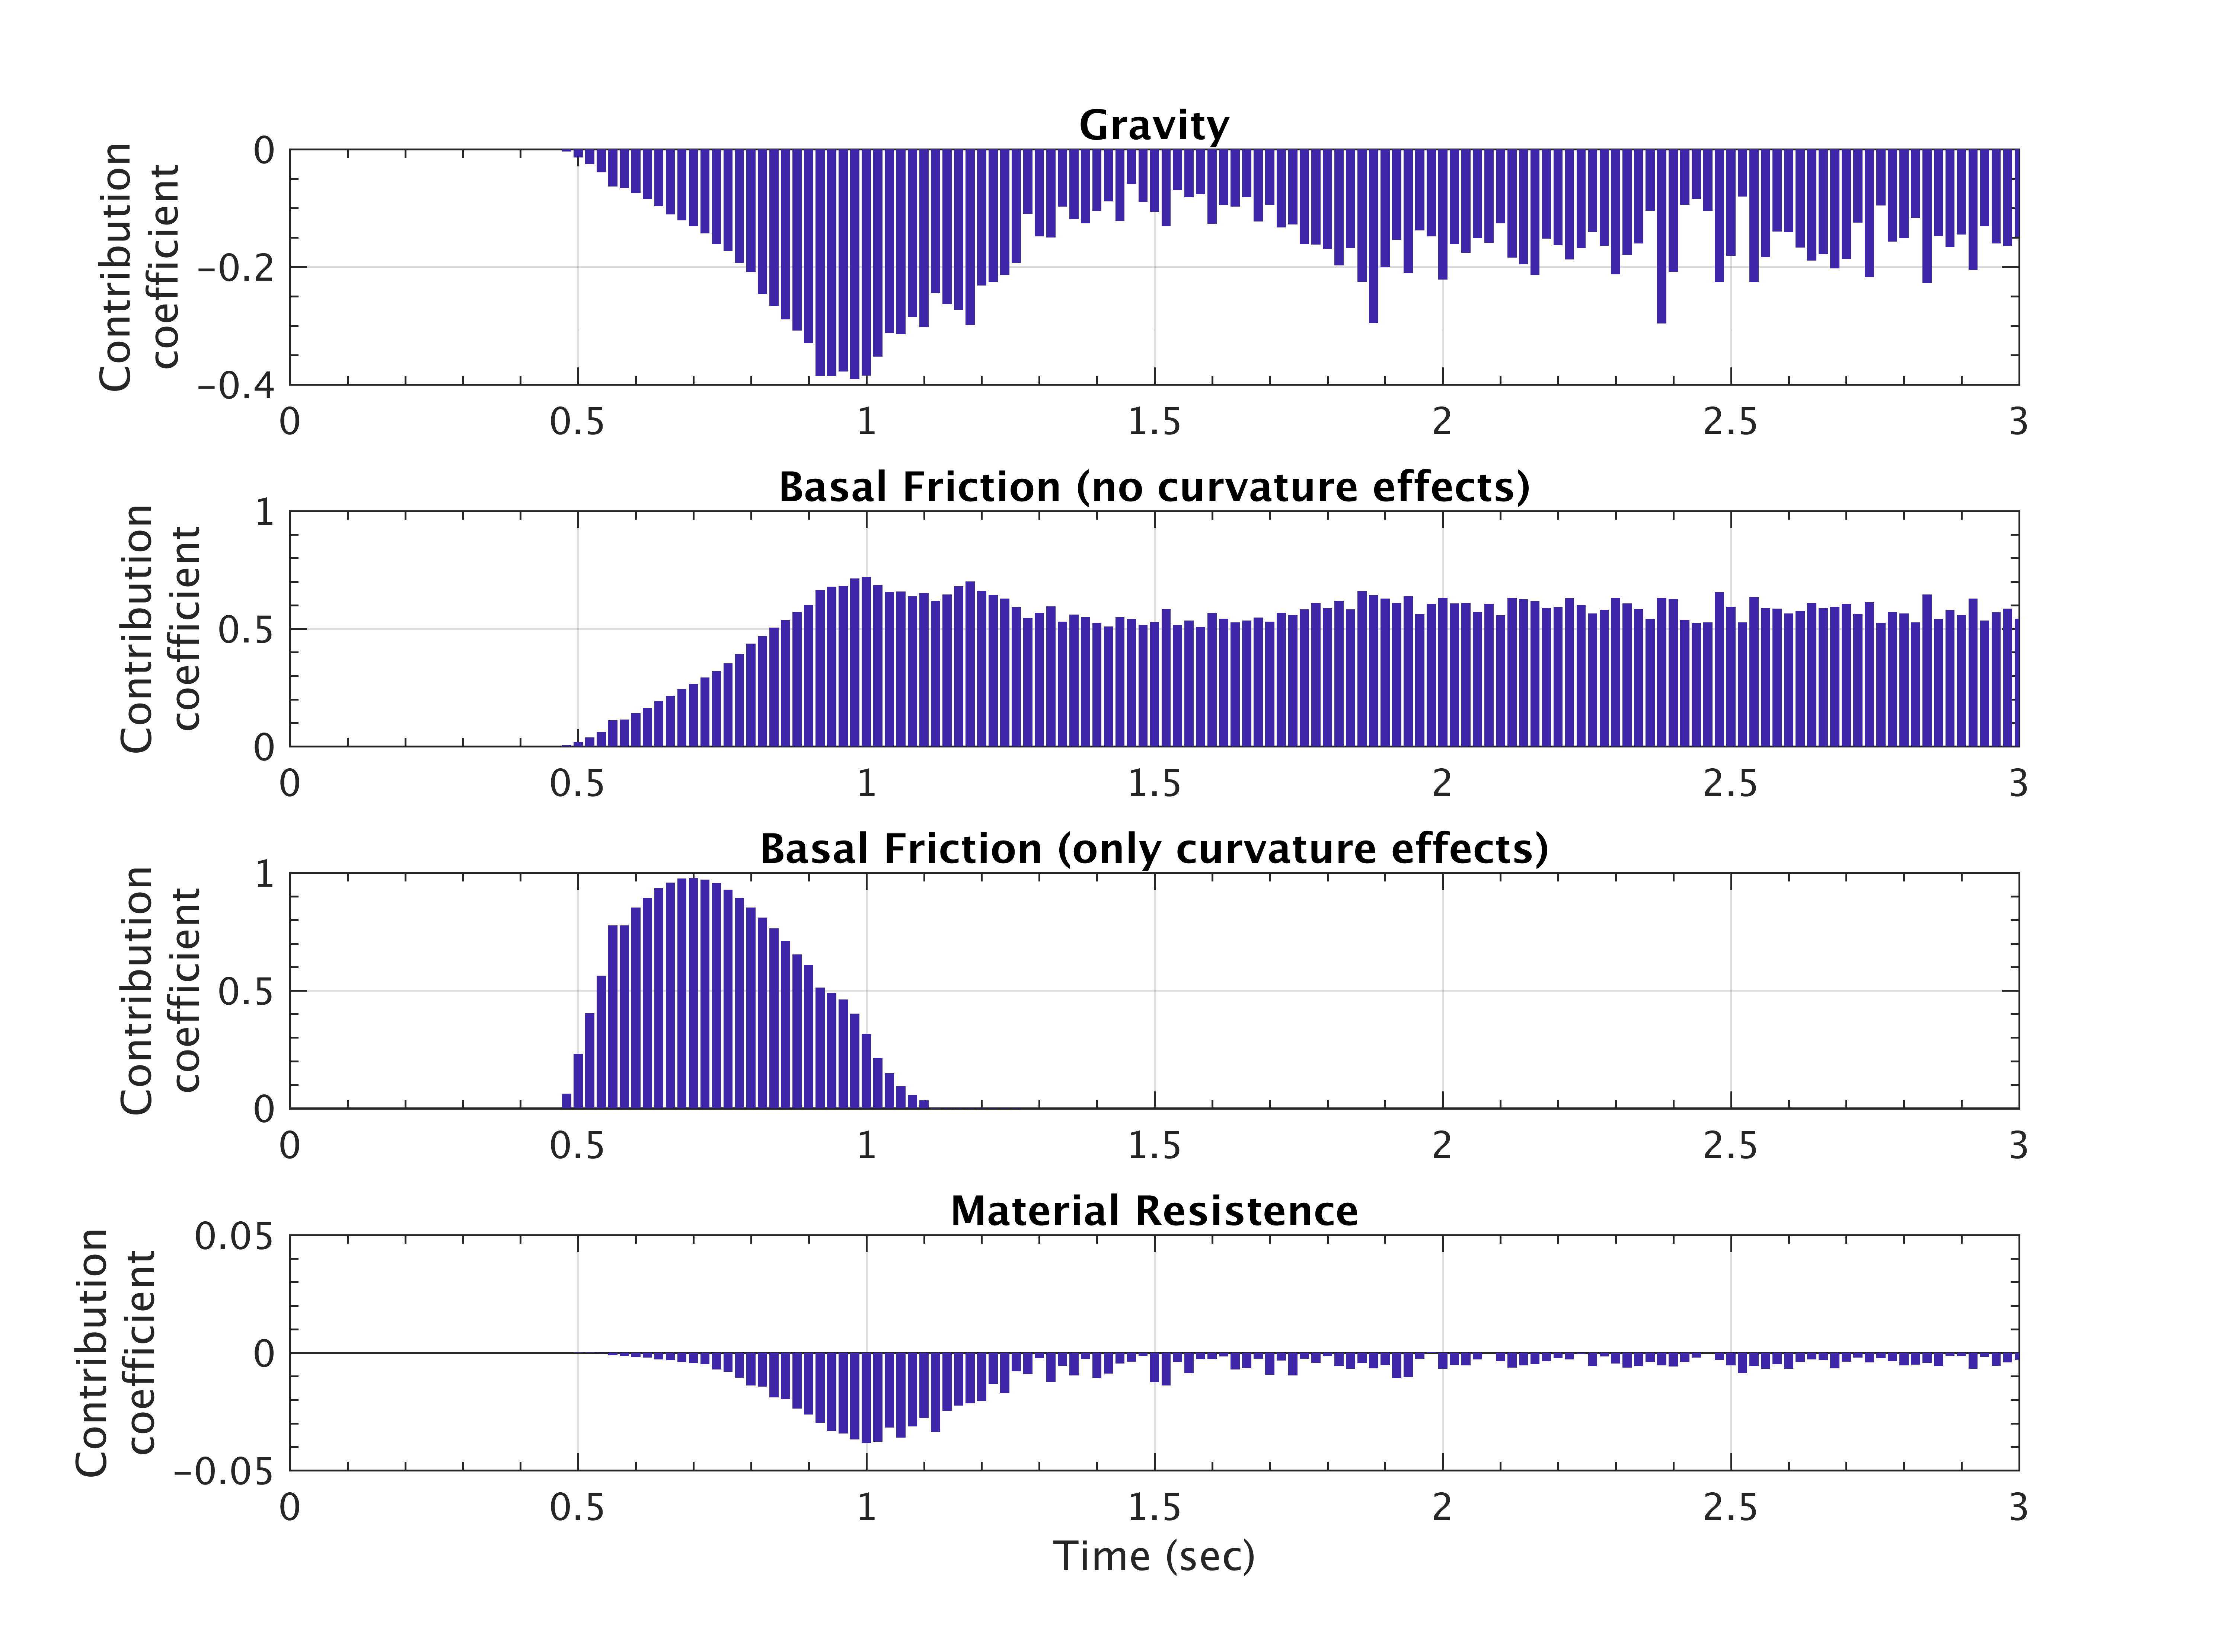 Gravity
Contribution
coefficient
0
−0.2
−0.4
0 0.5 1 1.5 2 2.5 3
Basal Friction (no curvature effects)
Contribution
coefficient
1
0.5
0
0 0.5 1 1.5 2 2.5 3
Basal Friction (only curvature effects)
Contribution
coefficient
1
0.5
0
0 0.5 1 1.5 2 2.5 3
Material Resistence
Contribution
coefficient
0.05
0
−0.05
0 0.5 1 1.5 2 2.5 3
Time (sec)